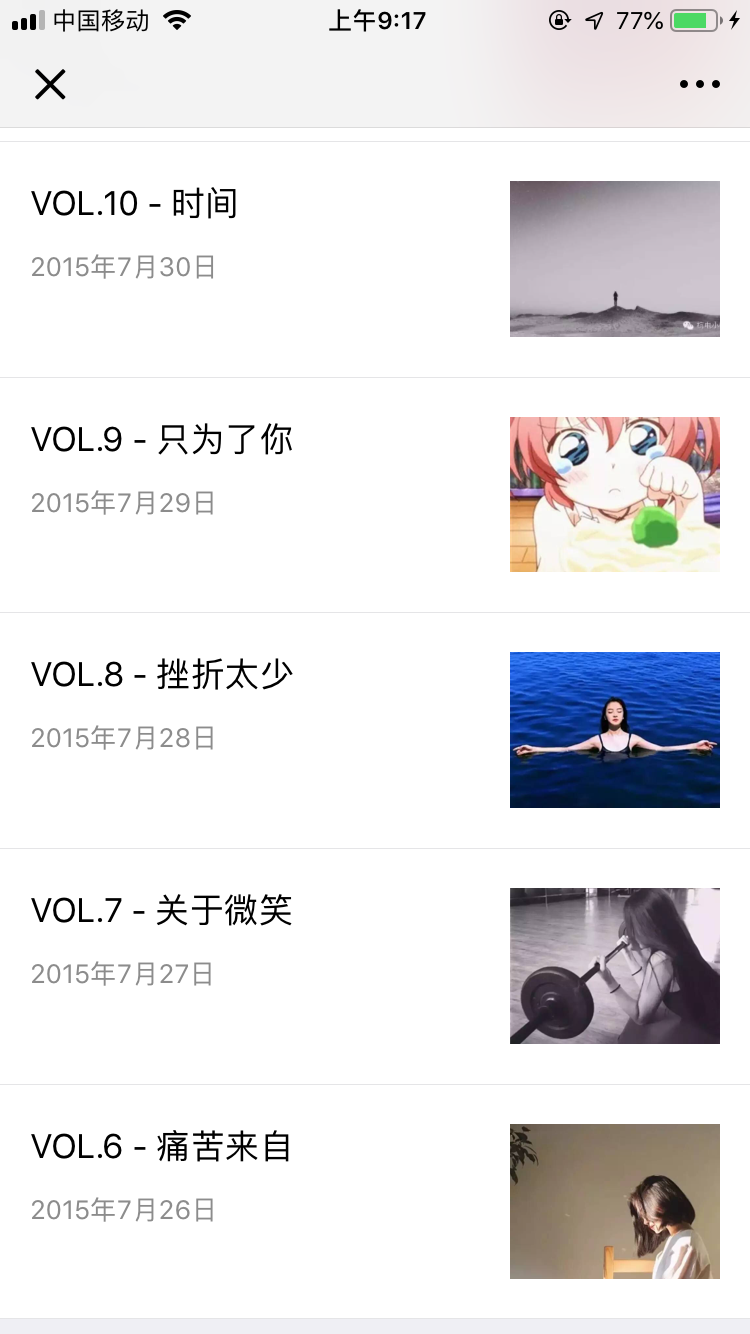 中国移动
上午9:17
77%
VOL.10 - 时间
2015年7月30日
VOL.9 - 只为了你
2015年7月29日
VOL.8 - 挫折太少
2015年7月28日
VOL.7 - 关于微笑
2015年7月27日
VOL.6 - 痛苦来自
2015年7月26日